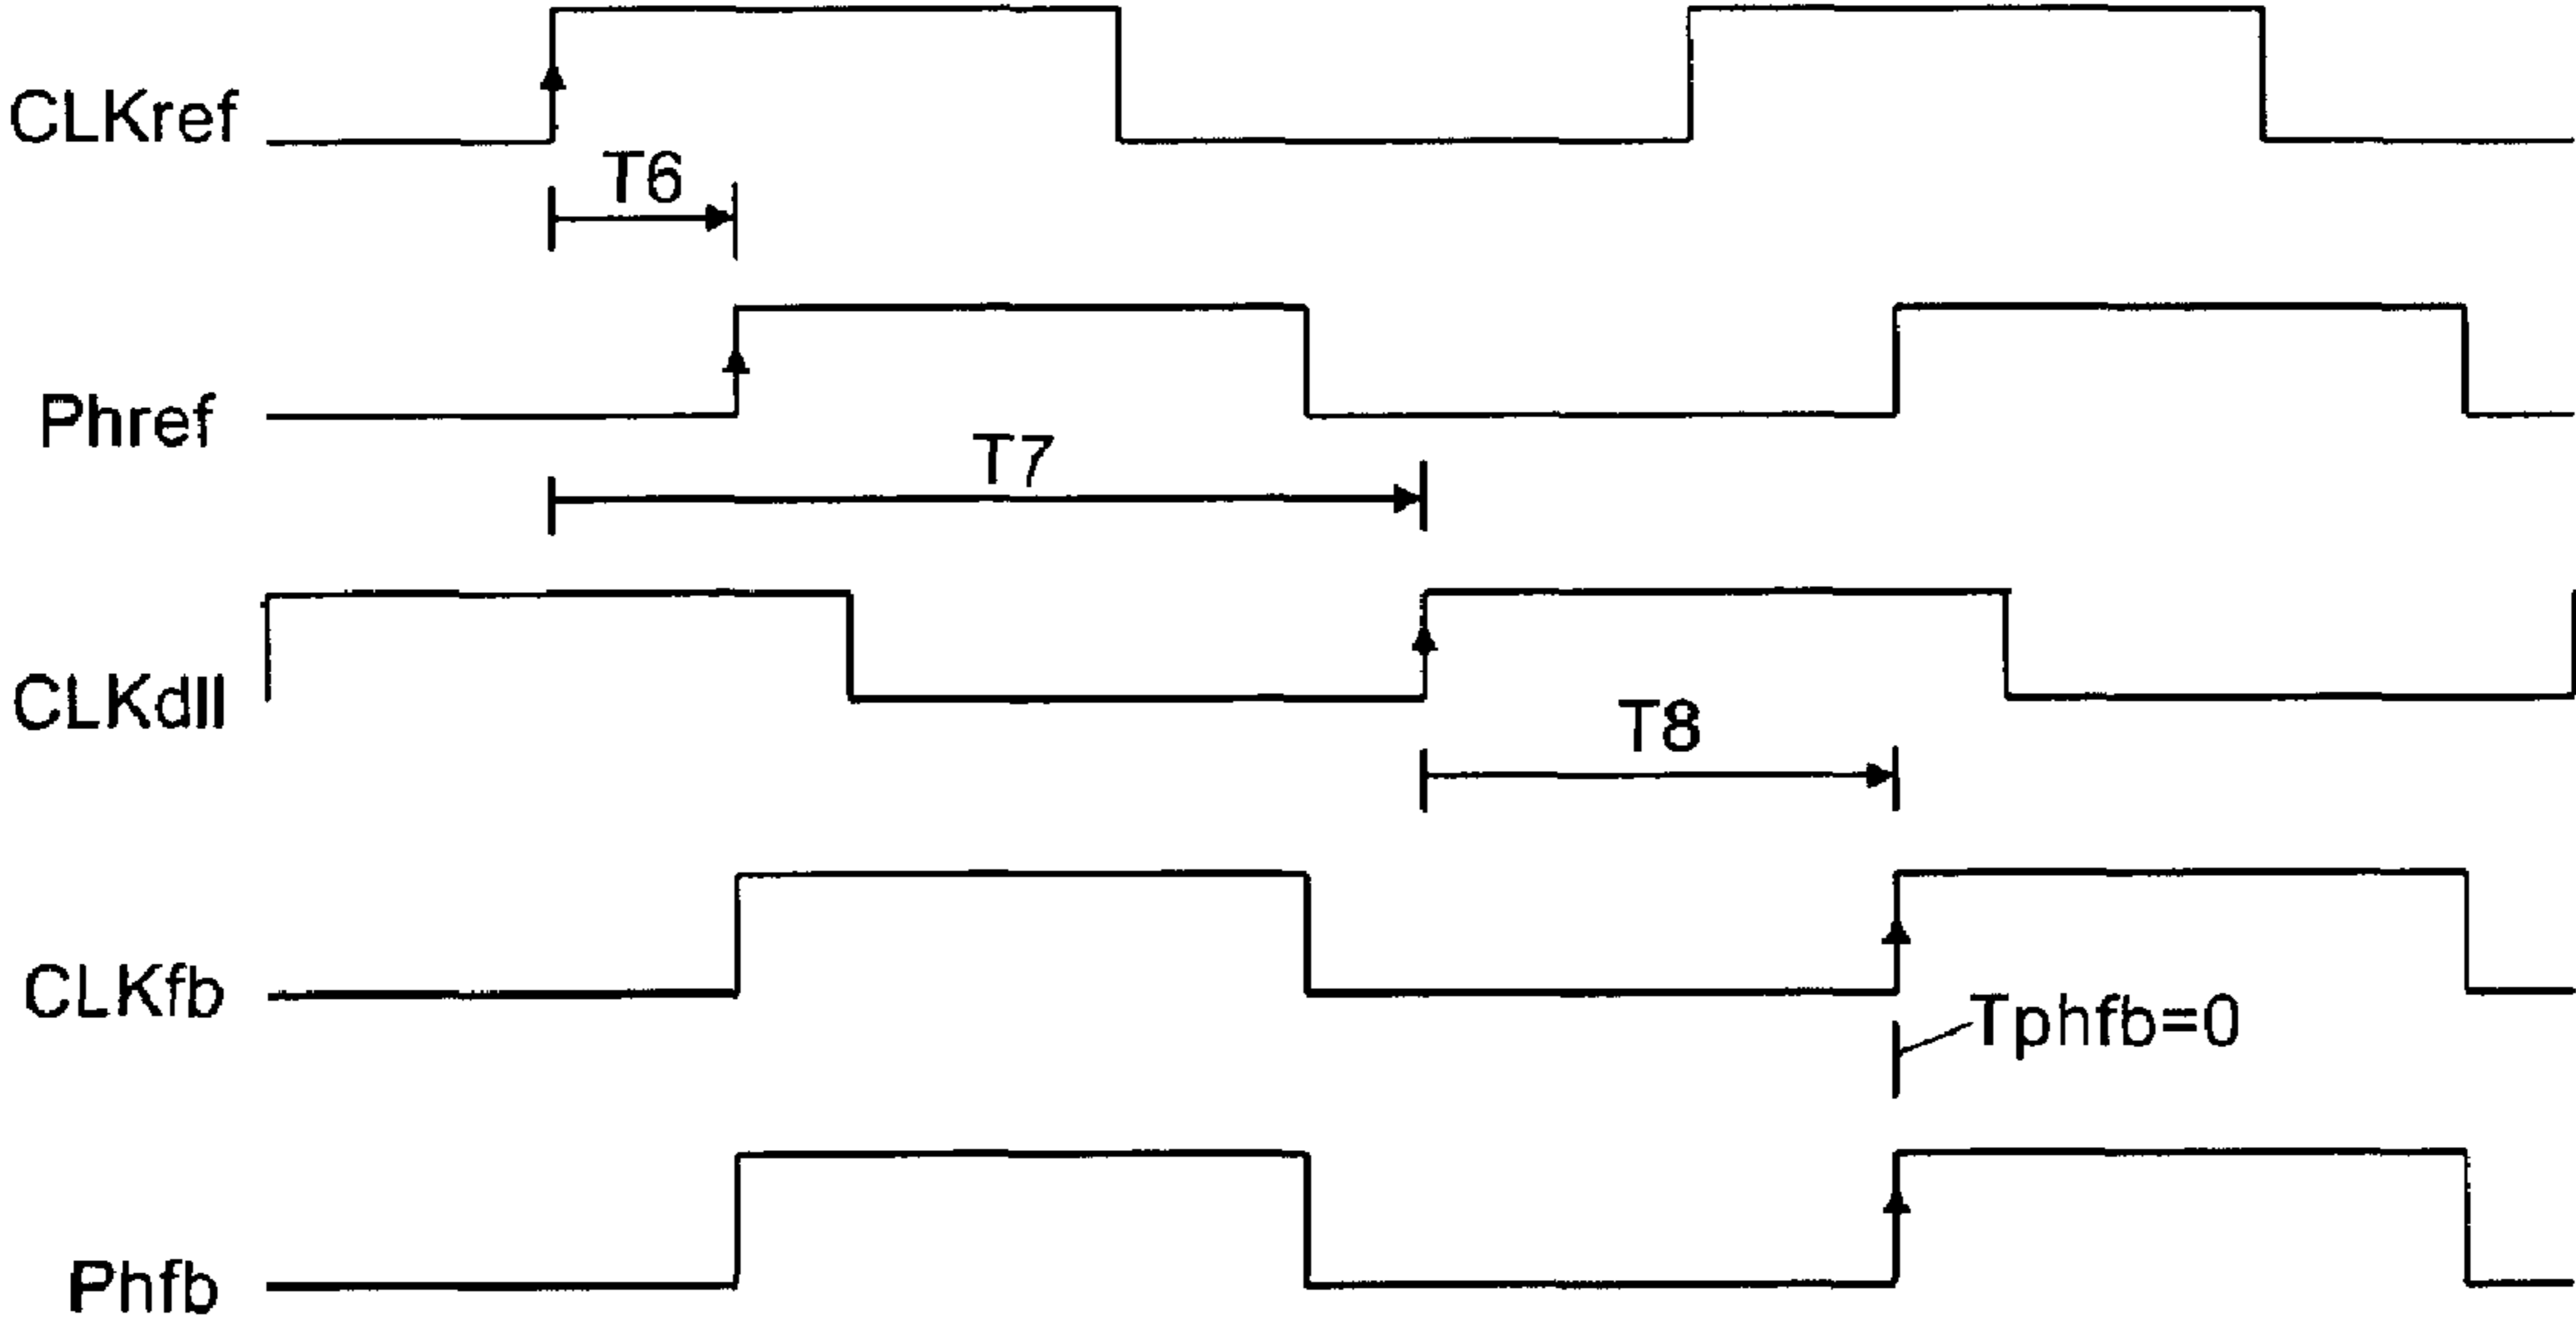 CLKref
T6
Phref
T7
CLKdll
T8
CLKfb
Tphfb=0
Phfb